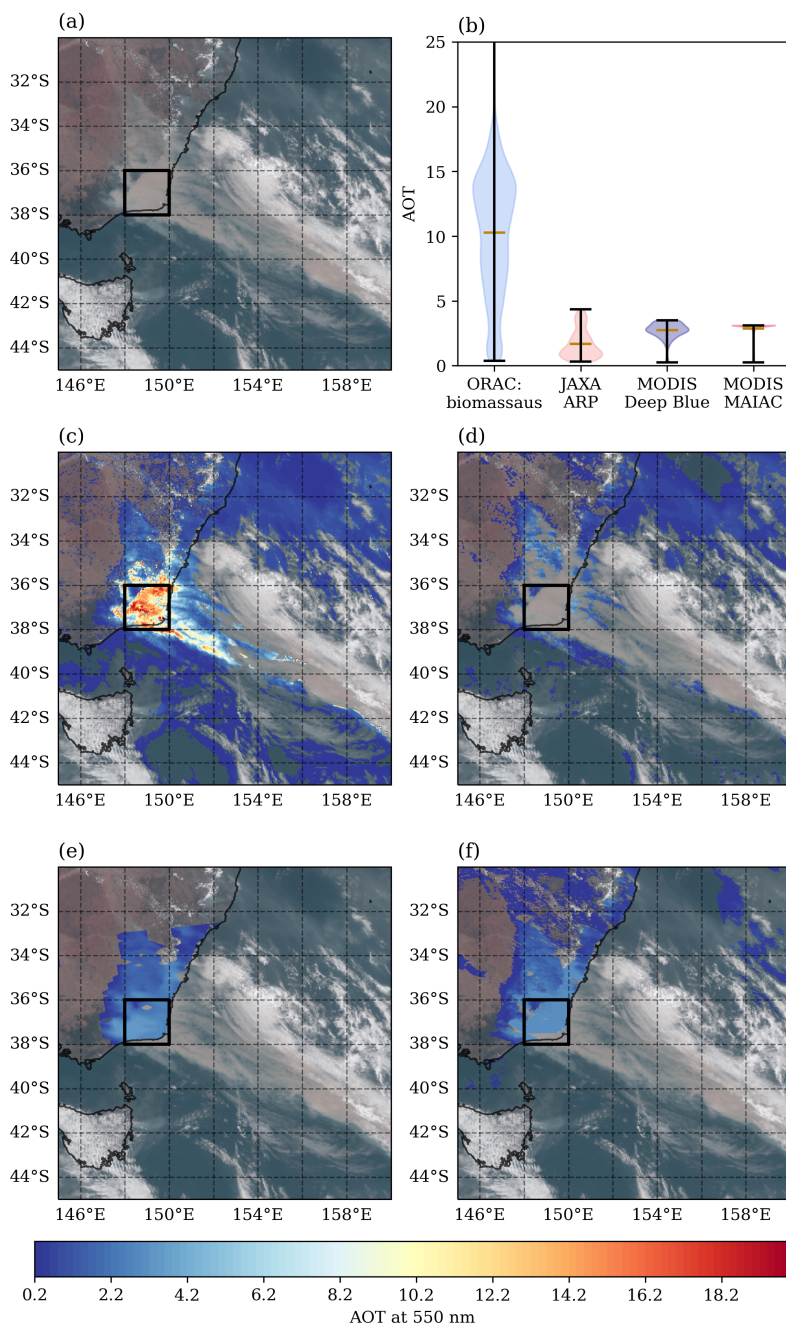 (a)
32°S
34°S
36°S
38°S
40°S
42°S
44°S
146°E 150°E 154°E 158°E
(b)
25
20
15
10
5
0
AOT
ORAC:
biomassaus
JAXA
ARP
MODIS
Deep Blue
MODIS
MAIAC
(c)
32°S
34°S
36°S
38°S
40°S
42°S
44°S
146°E 150°E 154°E 158°E
(d)
32°S
34°S
36°S
38°S
40°S
42°S
44°S
146°E 150°E 154°E 158°E
(e)
32°S
34°S
36°S
38°S
40°S
42°S
44°S
146°E 150°E 154°E 158°E
(f)
32°S
34°S
36°S
38°S
40°S
42°S
44°S
146°E 150°E 154°E 158°E
0.2 2.2 4.2 6.2 8.2 10.2 12.2 14.2 16.2 18.2
AOT at 550 nm